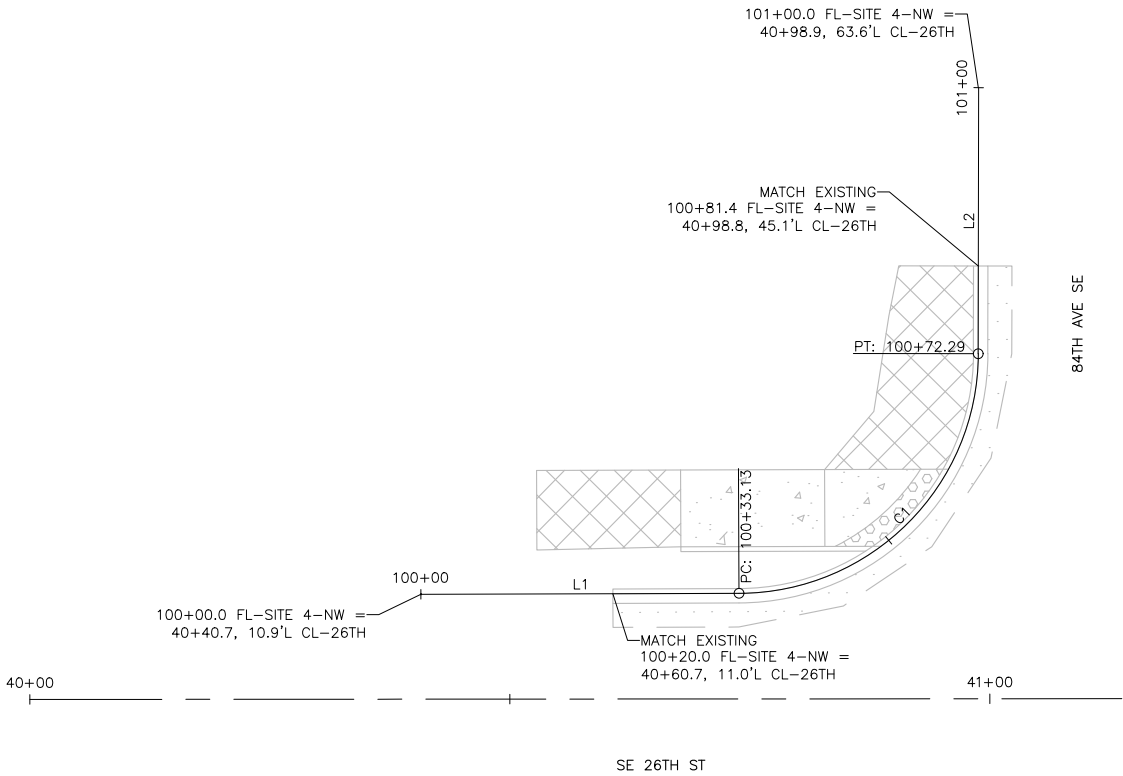 101+00.0 FL-SITE 4-NW =
40+98.9, 63.6'L CL-26TH
101+00
MATCH EXISTING
100+81.4 FL-SITE 4-NW =
40+98.8, 45.1'L CL-26TH
L2
84TH AVE SE
PT: 100+72.29
PC: 100+33.13
C1
100+00
L1
100+00.0 FL-SITE 4-NW =
40+40.7, 10.9'L CL-26TH
MATCH EXISTING
100+20.0 FL-SITE 4-NW =
40+60.7, 11.0'L CL-26TH
40+00
41+00
SE 26TH ST